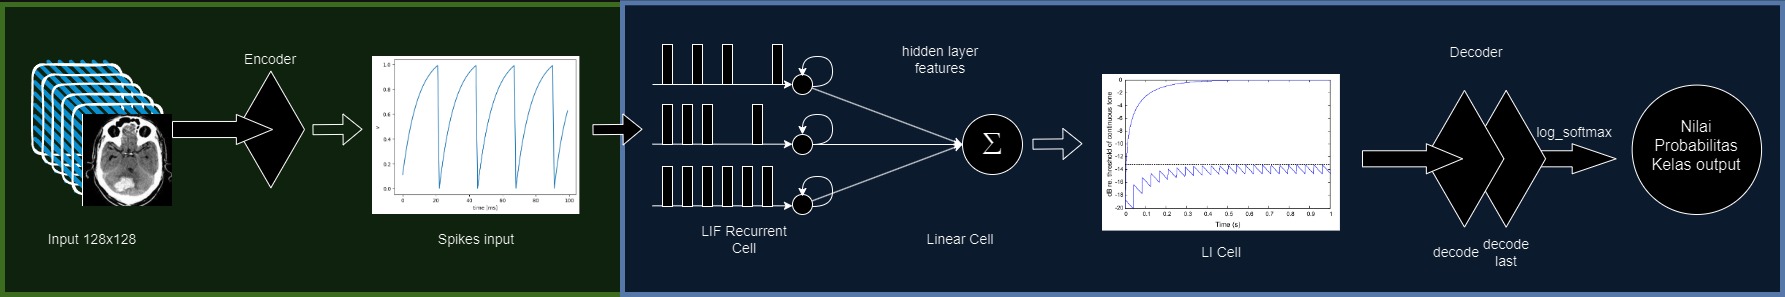 Encoder
Input 128x128
1.0
0.8
0.6
0.4
0.2
0.0
v
0
20
40
60
80
100
time [ms]
Spikes input
hidden layer
features
LIF Recurrent
Cell
Σ
Linear Cell
0
-2
-4
-6
-8
-10
-12
-14
-16
-18
-20
dB re. threshold of continuous tone
0
0.1
0.2
0.3
0.4
0.5
0.6
0.7
0.8
0.9
1
Time (s)
LI Cell
Decoder
decode
decode
last
log_softmax
Nilai
Probabilitas
Kelas output